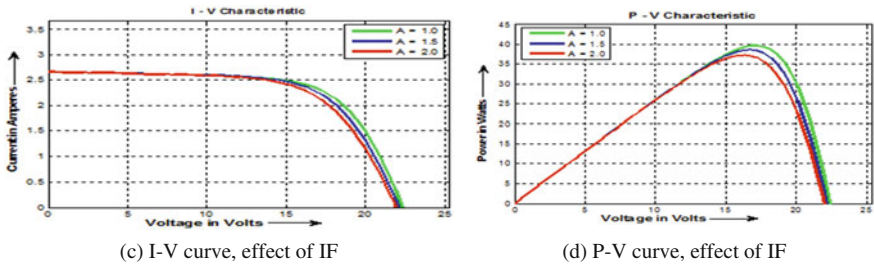 I - V Characteristic
A = 1.0
A = 1.5
A = 2.0
3.5
3
2.5
2
1.5
1
0.5
0
Current in Amperes
0
5
10
15
20
25
Voltage in Volts
(c) I-V curve, effect of IF
P - V Characteristic
A = 1.0
A = 1.5
A = 2.0
45
40
35
30
25
20
15
10
5
0
Power in Watts
0
5
10
15
20
25
Voltage in Volts
(d) P-V curve, effect of IF